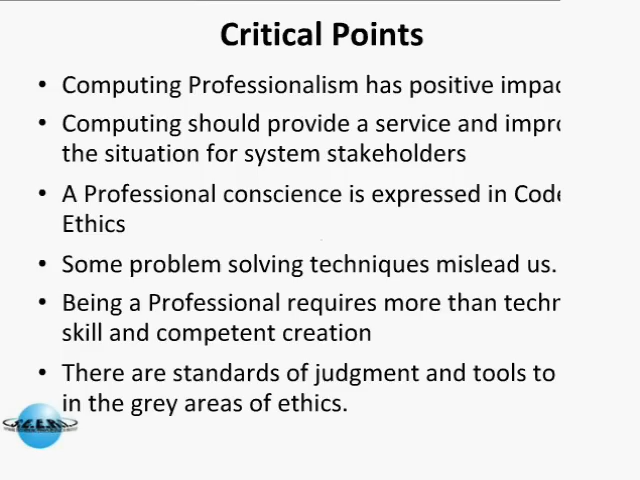 Critical Points
• Computing Professionalism has positive impac
• Computing should provide a service and impro
the situation for system stakeholders
• A Professional conscience is expressed in Code
Ethics
• Some problem solving techniques mislead us.
• Being a Professional requires more than techn
skill and competent creation
• There are standards of judgment and tools to
in the grey areas of ethics.